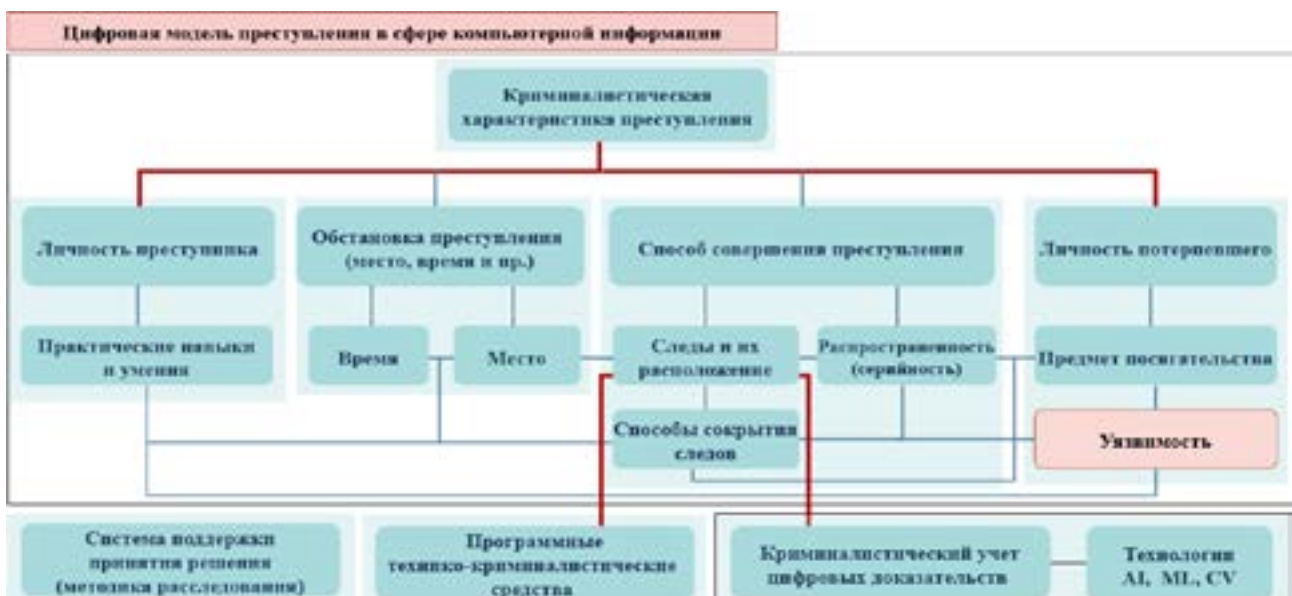 Цифровая модель преступления в сфере компьютерной информации
Криминалистическая
характеристика преступления
Личность преступника
Обстановка преступления
(место, время и пр.)
Способ совершения преступления
Личность потерпевшего
Практические навыки
и умения
Время
Место
Следы и их
расположение
Распространенность
(серийность)
Предмет посягательства
Способы сокрытия
следов
Уязвимость
Система поддержки
принятия решения
(методика расследования)
Программные
технико-криминалистические
средства
Криминалистический учет
цифровых доказательств
Технологии
AI, ML, CV